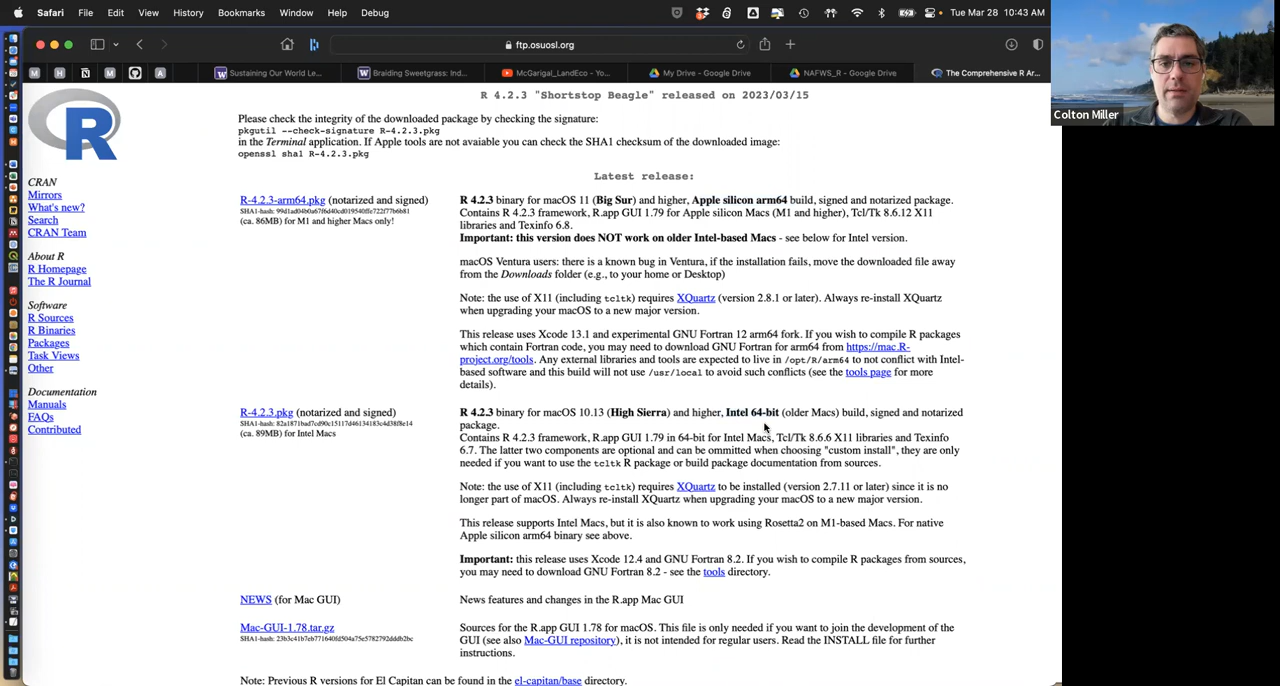 Safari File Edit View History Bookmarks Window Help Debug Tue Mar 28 10:43 AM
ftp.osuosl.org
M H M A Sustaining Our World Le... Braiding Sweetgrass: Ind... McGarigal_LandEco - Yo... My Drive - Google Drive NAFWS_R - Google Drive The Comprehensive R Ar...
Colton Miller
R
CRAN
Mirrors
What's new?
Search
CRAN Team
About R
R Homepage
The R Journal
Software
R Sources
R Binaries
Packages
Task Views
Other
Documentation
Manuals
FAQs
Contributed
R 4.2.3 "Shortstop Beagle" released on 2023/03/15
Please check the integrity of the downloaded package by checking the signature:
pkgutil --check-signature R-4.2.3.pkg
in the Terminal application. If Apple tools are not avaiable you can check the SHA1 checksum of the downloaded image:
openssl sha1 R-4.2.3.pkg
Latest release:
R-4.2.3-arm64.pkg (notarized and signed)
(ca. 86MB) for M1 and higher Macs only!
R 4.2.3 binary for macOS 11 (Big Sur) and higher, Apple silicon arm64 build, signed and notarized package.
Contains R 4.2.3 framework, R.app GUI 1.79 for Apple silicon Macs (M1 and higher), Tcl/Tk 8.6.12 X11
libraries and Texinfo 6.8.
Important: this version does NOT work on older Intel-based Macs - see below for Intel version.
macOS Ventura users: there is a known bug in Ventura, if the installation fails, move the downloaded file away
from the Downloads folder (e.g., to your home or Desktop)
Note: the use of X11 (including tcltk) requires XQuartz (version 2.8.1 or later). Always re-install XQuartz
when upgrading your macOS to a new major version.
This release uses Xcode 13.1 and experimental GNU Fortran 12 arm64 fork. If you wish to compile R packages
which contain Fortran code, you may need to download GNU Fortran for arm64 from https://mac.R-
project.org/tools. Any external libraries and tools are expected to live in /opt/R/arm64 to not conflict with Intel-
based software and this build will not use /usr/local to avoid such conflicts (see the tools page for more
details).
R-4.2.3.pkg (notarized and signed)
(ca. 89MB) for Intel Macs
R 4.2.3 binary for macOS 10.13 (High Sierra) and higher, Intel 64-bit (older Macs) build, signed and notarized
package.
Contains R 4.2.3 framework, R.app GUI 1.79 in 64-bit for Intel Macs, Tcl/Tk 8.6.6 X11 libraries and Texinfo
6.7. The latter two components are optional and can be ommitted when choosing "custom install", they are only
needed if you want to use the tcltk R package or build package documentation from sources.
Note: the use of X11 (including tcltk) requires XQuartz to be installed (version 2.7.11 or later) since it is no
longer part of macOS. Always re-install XQuartz when upgrading your macOS to a new major version.
This release supports Intel Macs, but it is also known to work using Rosetta2 on M1-based Macs. For native
Apple silicon arm64 binary see above.
Important: this release uses Xcode 12.4 and GNU Fortran 8.2. If you wish to compile R packages from sources,
you may need to download GNU Fortran 8.2 - see the tools directory.
NEWS (for Mac GUI)
News features and changes in the R.app Mac GUI
Mac-GUI-1.78.tar.gz
Sources for the R.app GUI 1.78 for macOS. This file is only needed if you want to join the development of the
GUI (see also Mac-GUI repository), it is not intended for regular users. Read the INSTALL file for further
instructions.
Note: Previous R versions for El Capitan can be found in the el-capitan/base directory.